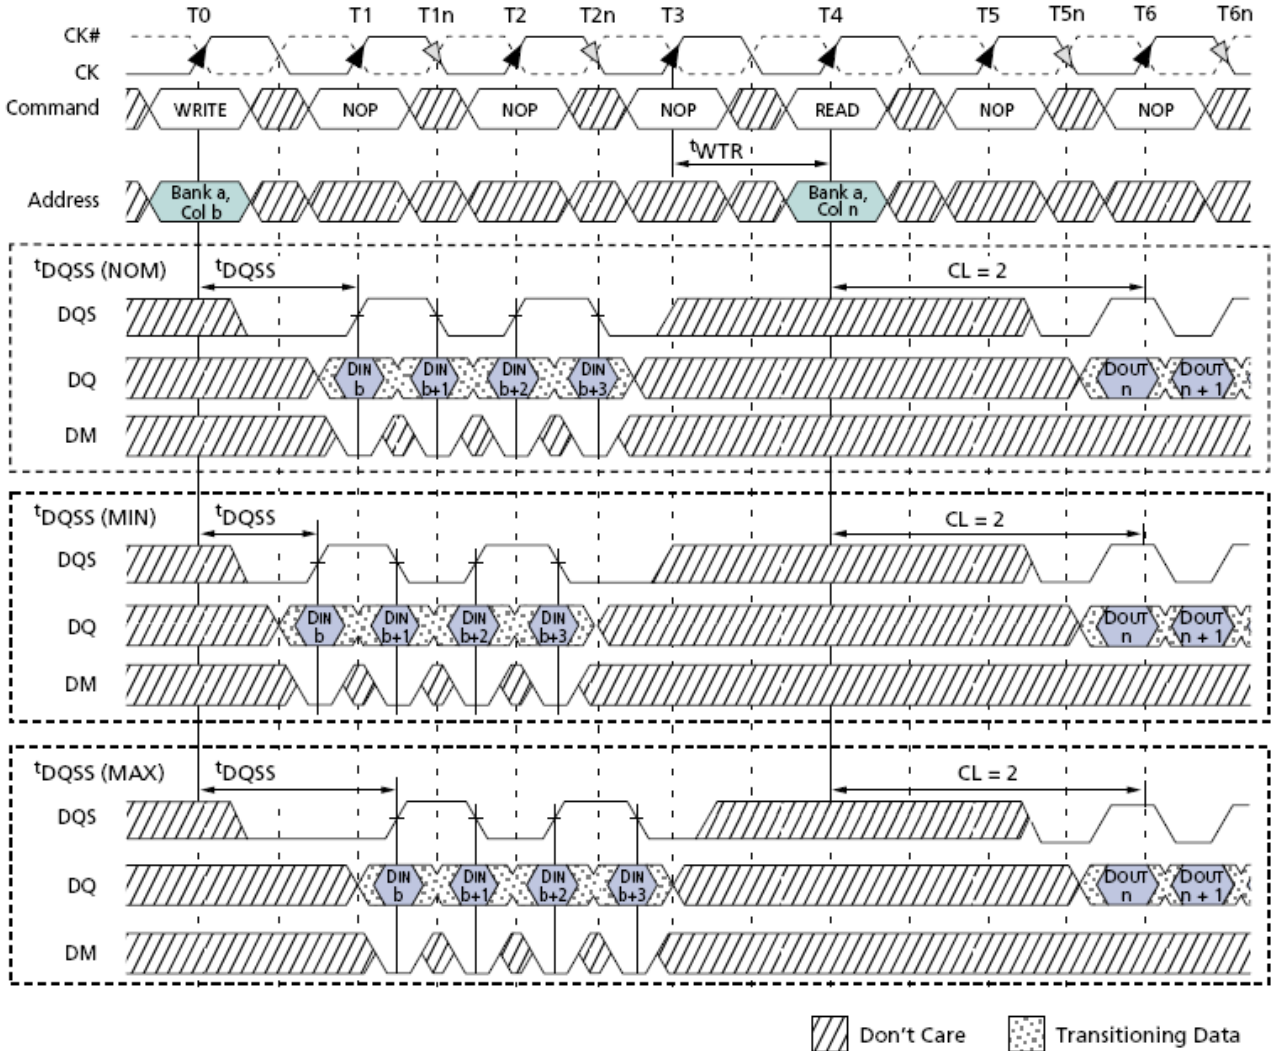 T0 T1 T1n T2 T2n T3 T4 T5 T5n T6 T6n
CK#
CK
Command WRITE NOP NOP NOP READ NOP NOP
tWTR
Address Bank a, Col b Bank a, Col n
tDQSS (NOM) tDQSS CL = 2
DQS
DQ DIN b DIN b+1 DIN b+2 DIN b+3 DOUT n DOUT n + 1
DM
tDQSS (MIN) tDQSS CL = 2
DQS
DQ DIN b DIN b+1 DIN b+2 DIN b+3 DOUT n DOUT n + 1
DM
tDQSS (MAX) tDQSS CL = 2
DQS
DQ DIN b DIN b+1 DIN b+2 DIN b+3 DOUT n DOUT n + 1
DM
Don't Care Transitioning Data